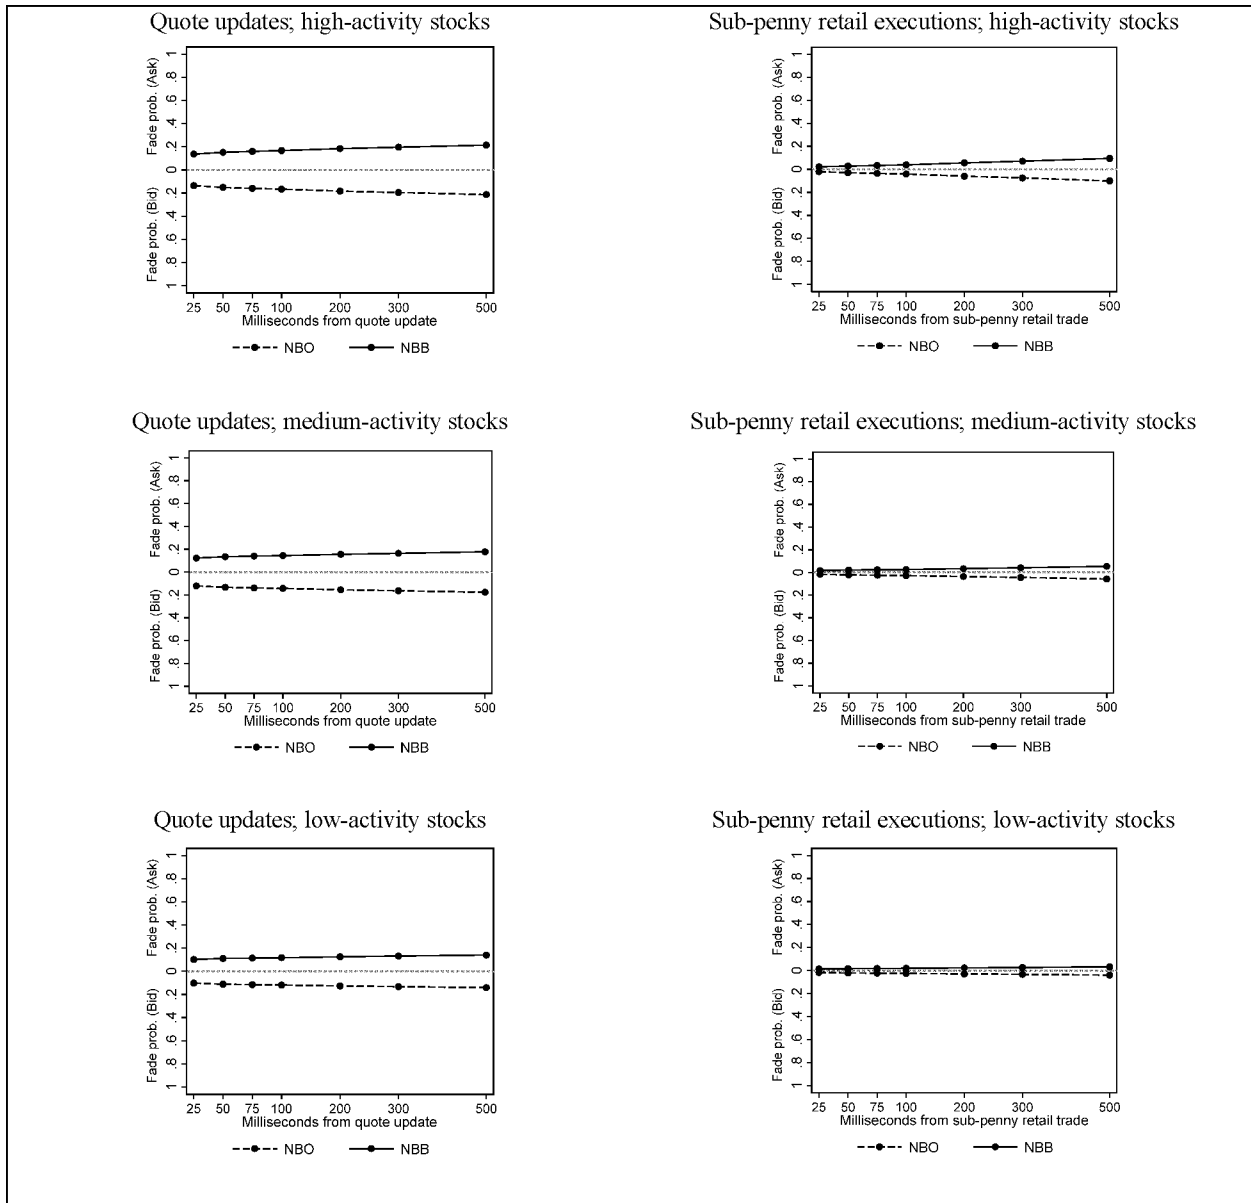 Quote updates; high-activity stocks
Fade prob. (Bid) Fade prob. (Ask)
1 .8 .6 .4 .2 0 .2 .4 .6 .8 1
25 50 75 100 200 300 500
Milliseconds from quote update
NBO NBB
Sub-penny retail executions; high-activity stocks
Fade prob. (Bid) Fade prob. (Ask)
1 .8 .6 .4 .2 0 .2 .4 .6 .8 1
25 50 75 100 200 300 500
Milliseconds from sub-penny retail trade
NBO NBB
Quote updates; medium-activity stocks
Fade prob. (Bid) Fade prob. (Ask)
1 .8 .6 .4 .2 0 .2 .4 .6 .8 1
25 50 75 100 200 300 500
Milliseconds from quote update
NBO NBB
Sub-penny retail executions; medium-activity stocks
Fade prob. (Bid) Fade prob. (Ask)
1 .8 .6 .4 .2 0 .2 .4 .6 .8 1
25 50 75 100 200 300 500
Milliseconds from sub-penny retail trade
NBO NBB
Quote updates; low-activity stocks
Fade prob. (Bid) Fade prob. (Ask)
1 .8 .6 .4 .2 0 .2 .4 .6 .8 1
25 50 75 100 200 300 500
Milliseconds from quote update
NBO NBB
Sub-penny retail executions; low-activity stocks
Fade prob. (Bid) Fade prob. (Ask)
1 .8 .6 .4 .2 0 .2 .4 .6 .8 1
25 50 75 100 200 300 500
Milliseconds from sub-penny retail trade
NBO NBB